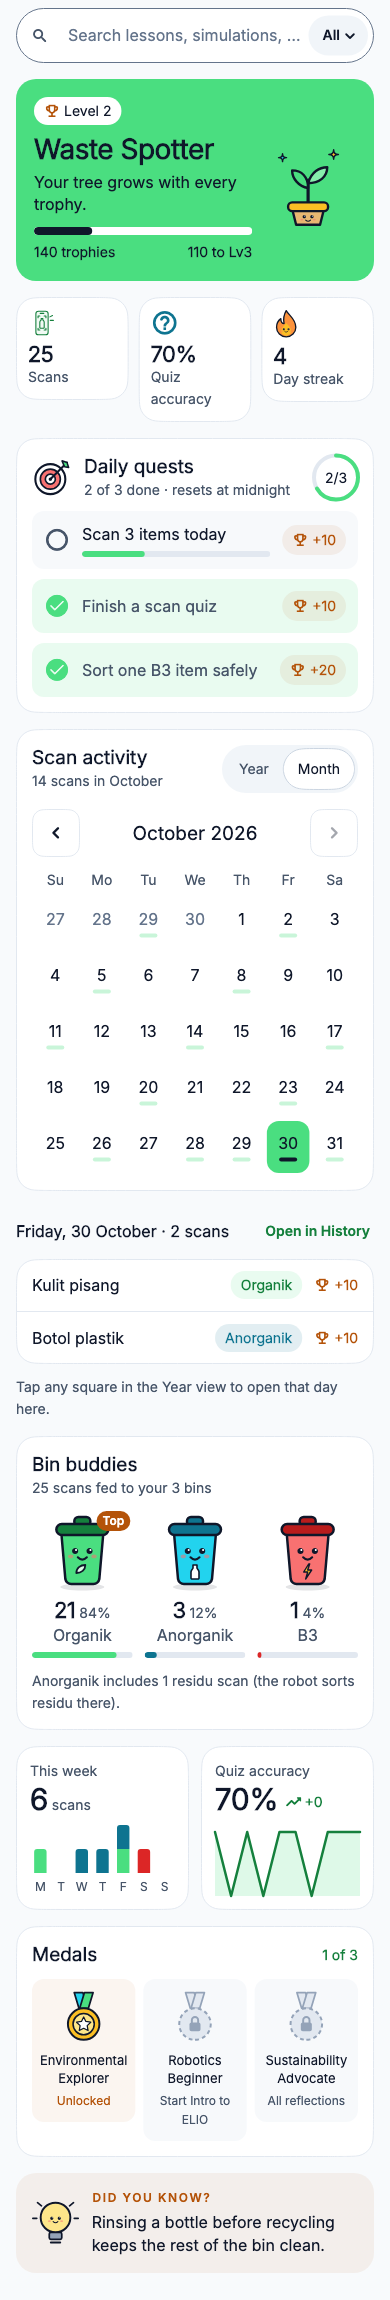 Search lessons, simulations, ...
All
Level 2
Waste Spotter
Your tree grows with every
trophy.
140 trophies
110 to Lv3
25
Scans
70%
Quiz
accuracy
4
Day streak
Daily quests
2 of 3 done · resets at midnight
2/3
Scan 3 items today
+10
Finish a scan quiz
+10
Sort one B3 item safely
+20
Scan activity
14 scans in October
Year
Month
October 2026
Su Mo Tu We Th Fr Sa
27 28 29 30 1 2 3
4 5 6 7 8 9 10
11 12 13 14 15 16 17
18 19 20 21 22 23 24
25 26 27 28 29 30 31
Friday, 30 October · 2 scans
Open in History
Kulit pisang
Organik
+10
Botol plastik
Anorganik
+10
Tap any square in the Year view to open that day
here.
Bin buddies
25 scans fed to your 3 bins
Top
21 84%
Organik
3 12%
Anorganik
1 4%
B3
Anorganik includes 1 residu scan (the robot sorts
residu there).
This week
6 scans
M T W T F S S
Quiz accuracy
70%
+0
Medals
1 of 3
Environmental
Explorer
Unlocked
Robotics
Beginner
Start Intro to
ELIO
Sustainability
Advocate
All reflections
DID YOU KNOW?
Rinsing a bottle before recycling
keeps the rest of the bin clean.